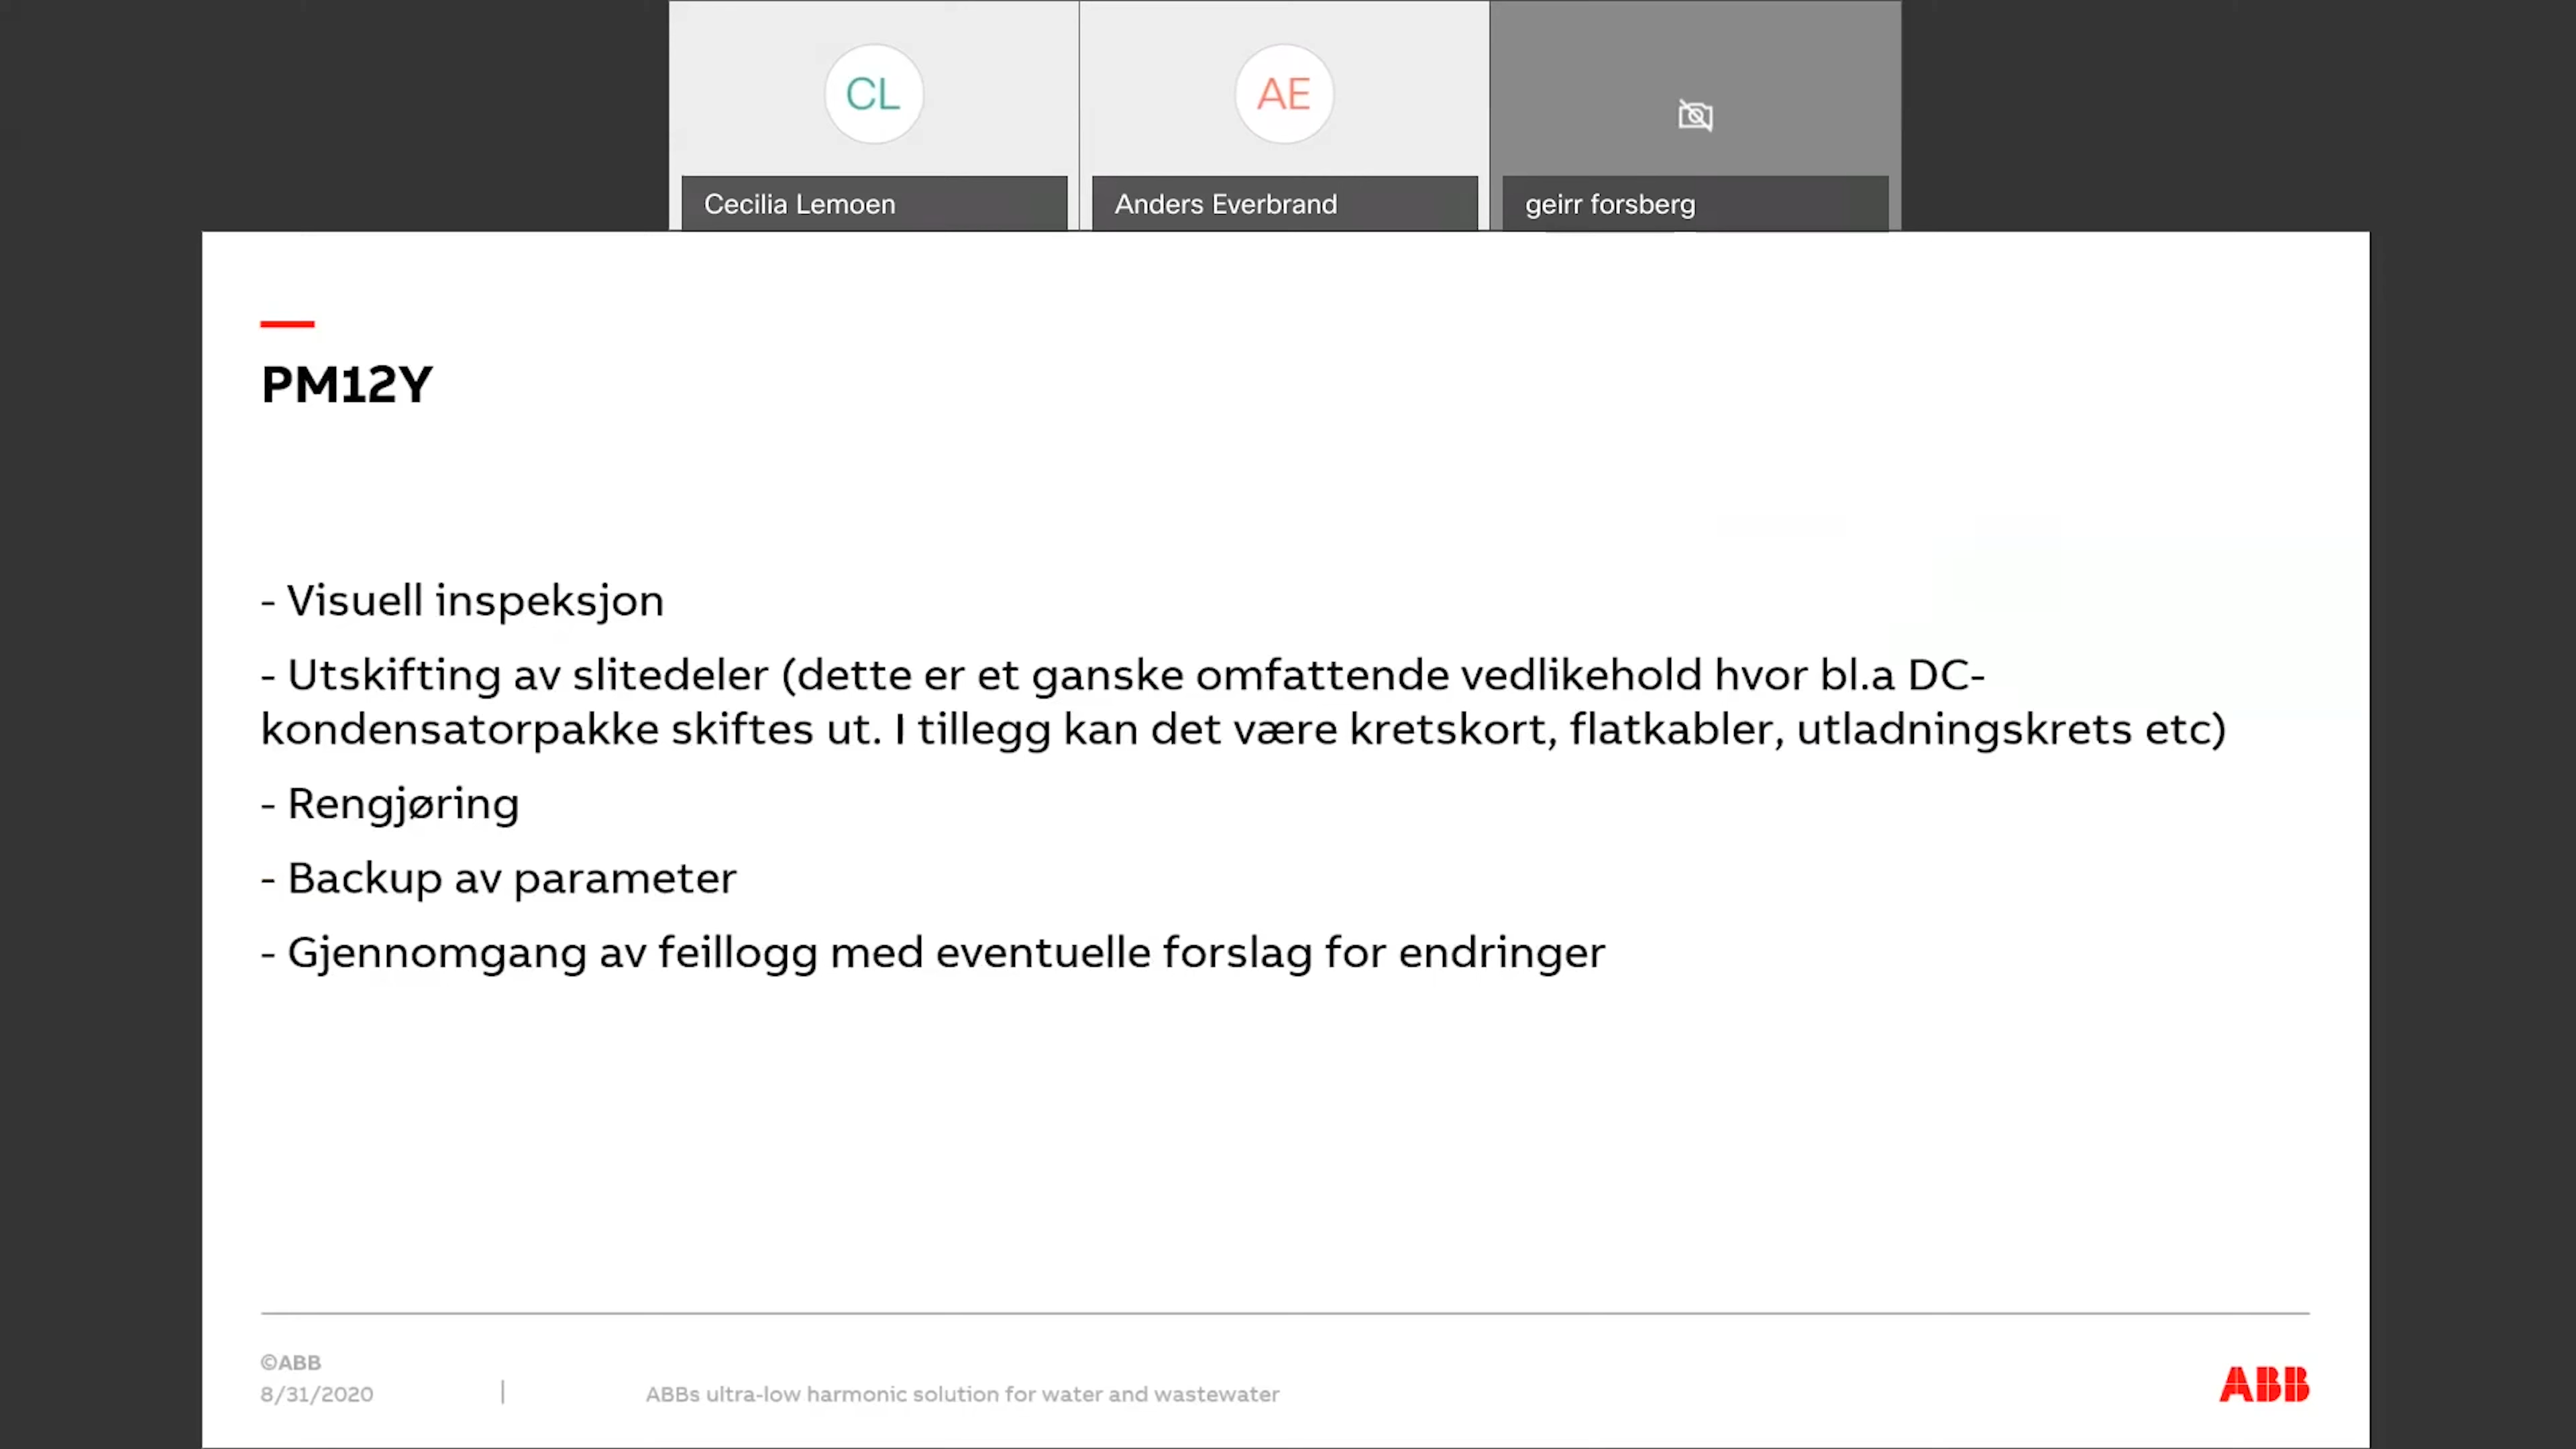 CL
AE
Cecilia Lemoen
Anders Everbrand
geirr forsberg
PM12Y
- Visuell inspeksjon
- Utskifting av slitedeler (dette er et ganske omfattende vedlikehold hvor bl.a DC-
kondensatorpakke skiftes ut. I tillegg kan det være kretskort, flatkabler, utladningskrets etc)
- Rengjøring
- Backup av parameter
- Gjennomgang av feillogg med eventuelle forslag for endringer
©ABB
8/31/2020
ABBs ultra-low harmonic solution for water and wastewater
ABB